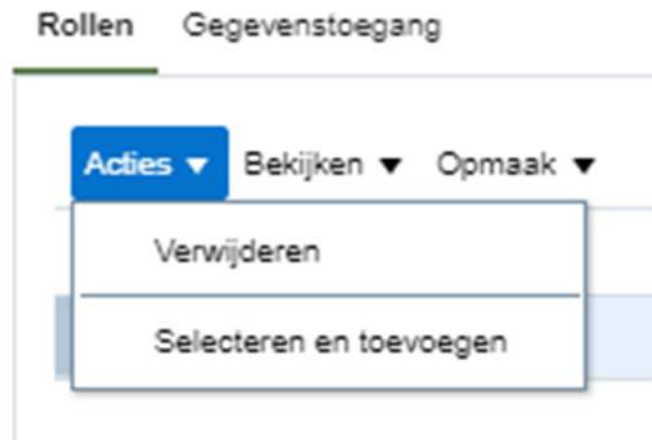 Rollen Gegevenstoegang
Acties Bekijken Opmaak
Verwijderen
Selecteren en toevoegen